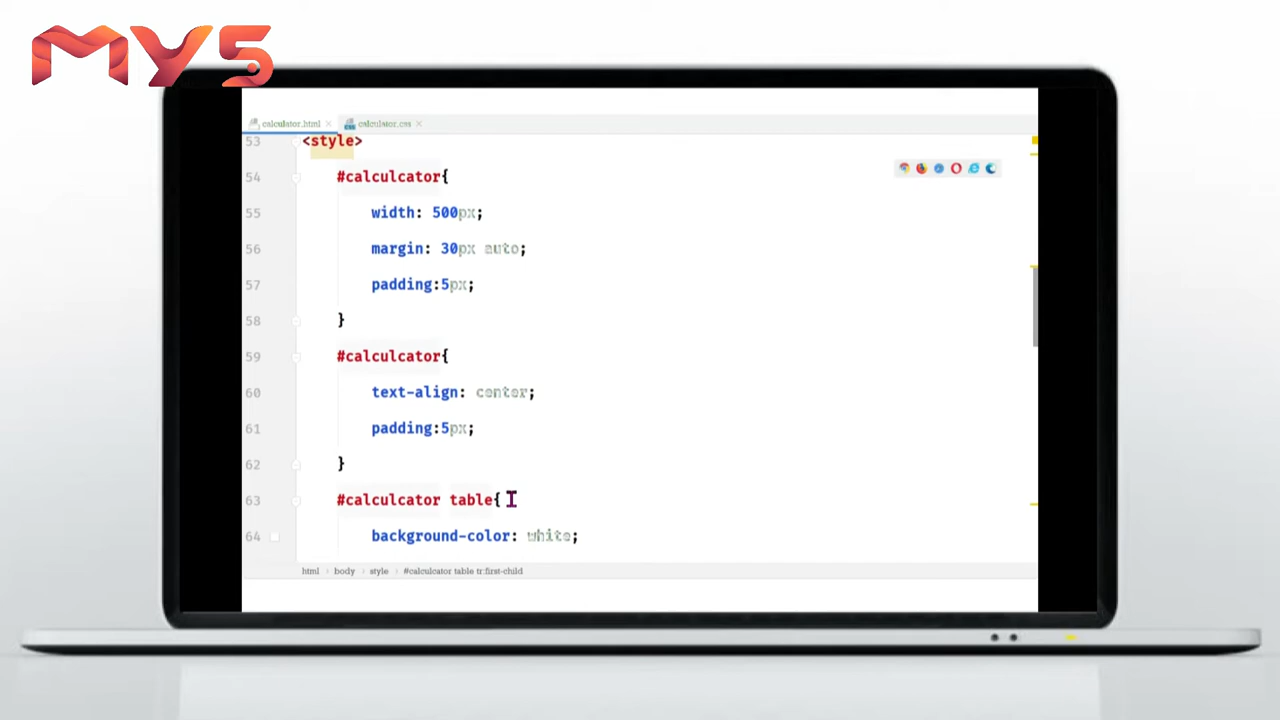 MY5
calculator.html
calculator.css
53 <style>
54 #calculcator{
55 width: 500px;
56 margin: 30px auto;
57 padding:5px;
58 }
59 #calculcator{
60 text-align: center;
61 padding:5px;
62 }
63 #calculcator table{
64 background-color: white;
html › body › style › #calculcator table tr:first-child